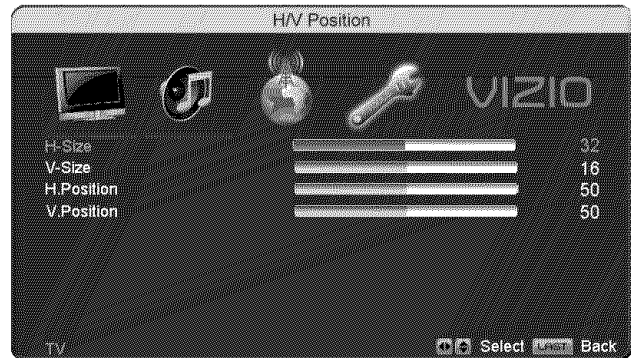 H/V Position
VIZIO
H-Size 32
V-Size 16
H.Position 50
V.Position 50
TV Select LAST Back